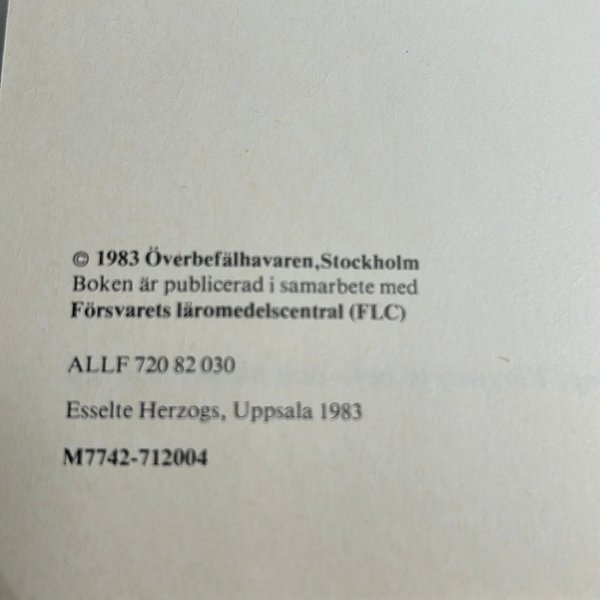 © 1983 Överbefälhavaren,Stockholm
Boken är publicerad i samarbete med
Försvarets läromedelscentral (FLC)
ALLF 720 82 030
Esselte Herzogs, Uppsala 1983
M7742-712004